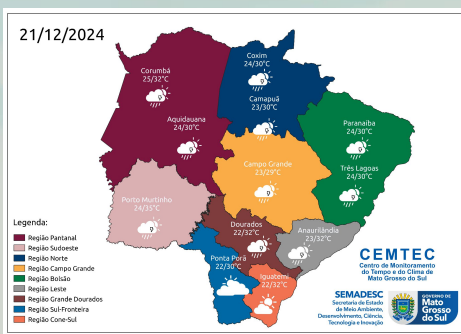 21/12/2024
Coxim
24/30°C
Corumbá
25/32°C
Camapuã
23/30°C
Aquidauana
24/30°C
Paranaíba
24/30°C
Campo Grande
23/29°C
Três Lagoas
24/30°C
Porto Murtinho
24/35°C
Dourados
22/32°C
Anaurilândia
23/32°C
Ponta Porã
22/30°C
Iguatemi
22/32°C
Legenda:
Região Pantanal
Região Sudoeste
Região Norte
Região Campo Grande
Região Bolsão
Região Leste
Região Grande Dourados
Região Sul-Fronteira
Região Cone-Sul
CEMTEC
Centro de Monitoramento
do Tempo e do Clima de
Mato Grosso do Sul
SEMADESC
Secretaria de Estado
de Meio Ambiente,
Desenvolvimento, Ciência,
Tecnologia e Inovação
GOVERNO DE
Mato
Grosso
do Sul